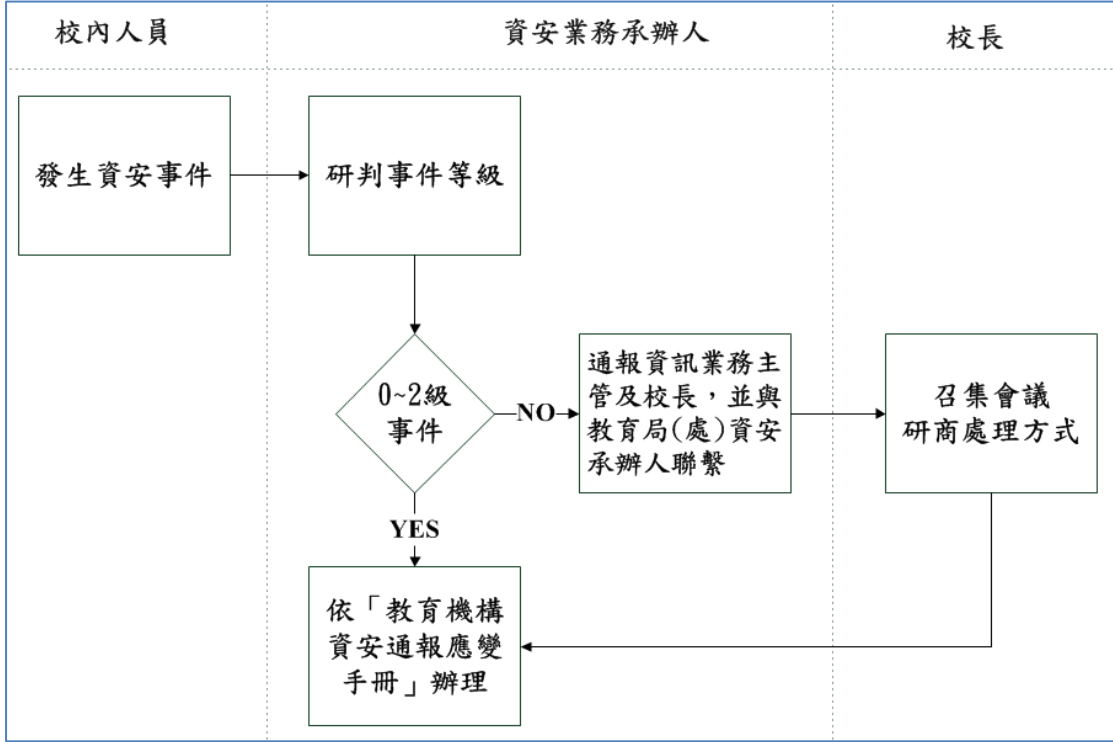 校內人員
資安業務承辦人
校長
發生資安事件
研判事件等級
0~2級
事件
NO
通報資訊業務主
管及校長，並與
教育局(處)資安
承辦人聯繫
召集會議
研商處理方式
YES
依「教育機構
資安通報應變
手冊」辦理